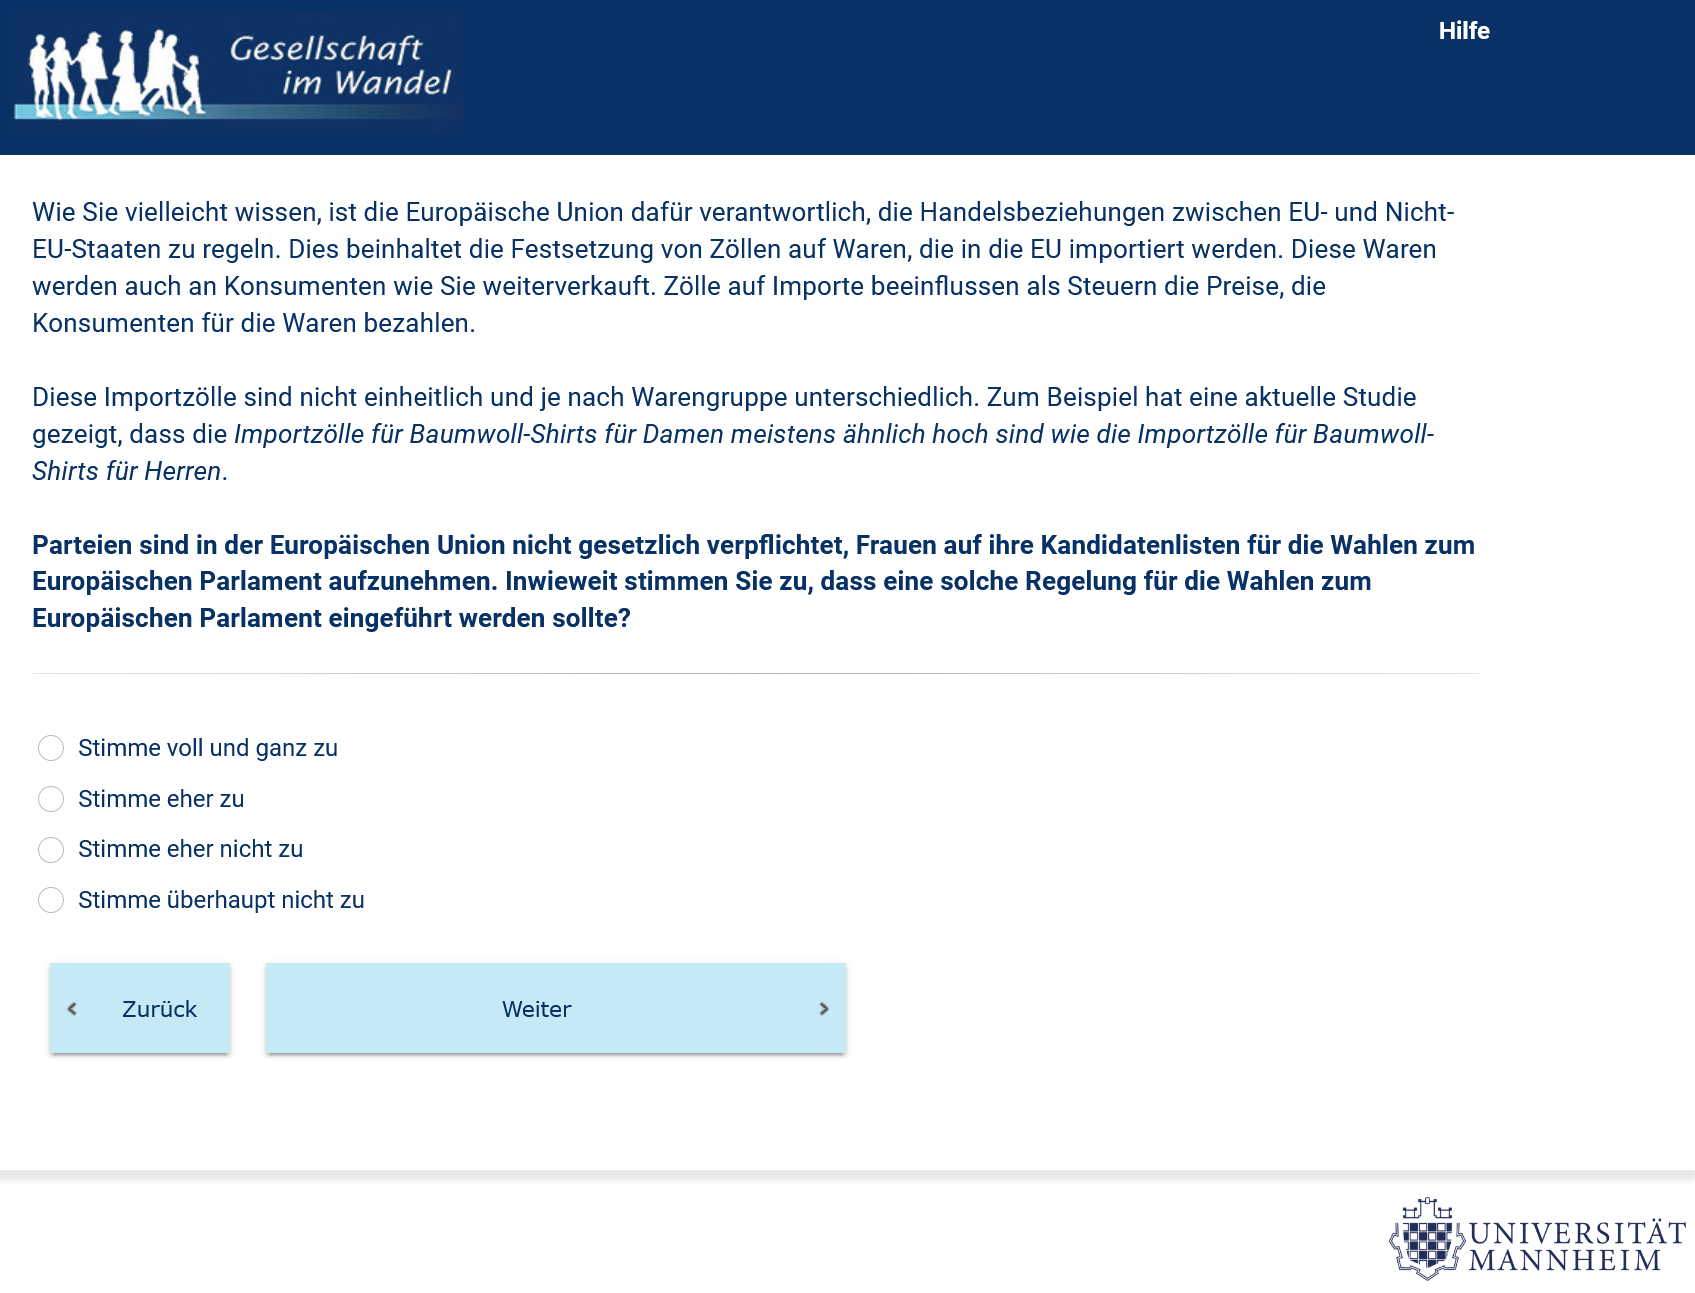 Gesellschaft
im Wandel
Hilfe
Wie Sie vielleicht wissen, ist die Europäische Union dafür verantwortlich, die Handelsbeziehungen zwischen EU- und Nicht-
EU-Staaten zu regeln. Dies beinhaltet die Festsetzung von Zöllen auf Waren, die in die EU importiert werden. Diese Waren
werden auch an Konsumenten wie Sie weiterverkauft. Zölle auf Importe beeinflussen als Steuern die Preise, die
Konsumenten für die Waren bezahlen.
Diese Importzölle sind nicht einheitlich und je nach Warengruppe unterschiedlich. Zum Beispiel hat eine aktuelle Studie
gezeigt, dass die Importzölle für Baumwoll-Shirts für Damen meistens ähnlich hoch sind wie die Importzölle für Baumwoll-
Shirts für Herren.
Parteien sind in der Europäischen Union nicht gesetzlich verpflichtet, Frauen auf ihre Kandidatenlisten für die Wahlen zum
Europäischen Parlament aufzunehmen. Inwieweit stimmen Sie zu, dass eine solche Regelung für die Wahlen zum
Europäischen Parlament eingeführt werden sollte?
Stimme voll und ganz zu
Stimme eher zu
Stimme eher nicht zu
Stimme überhaupt nicht zu
Zurück
Weiter
UNIVERSITÄT
MANNHEIM